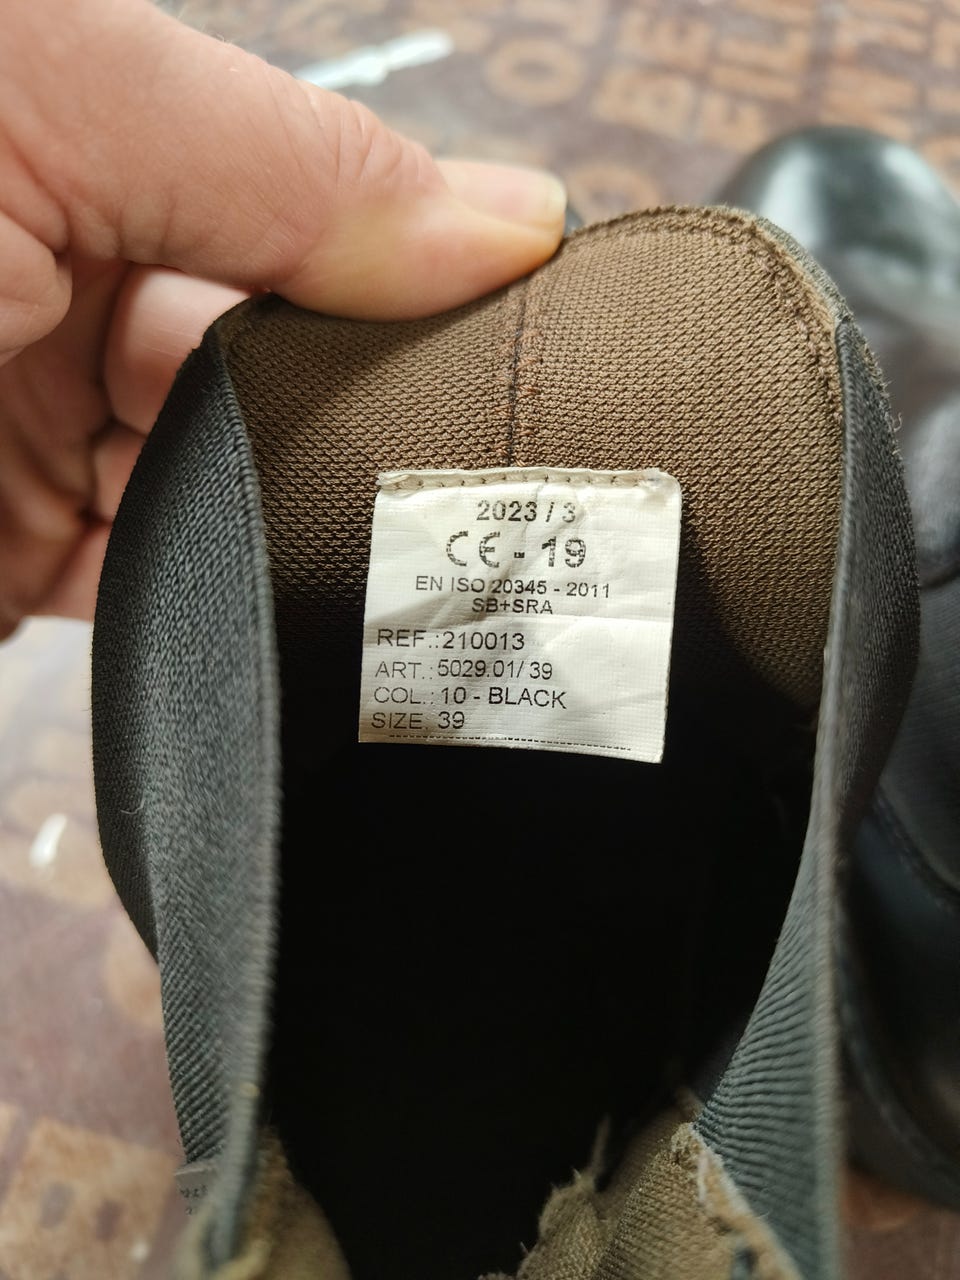 2023 / 3
CE - 19
EN ISO 20345 - 2011
SB+SRA
REF.:210013
ART.:5029.01/ 39
COL.: 10 - BLACK
SIZE: 39